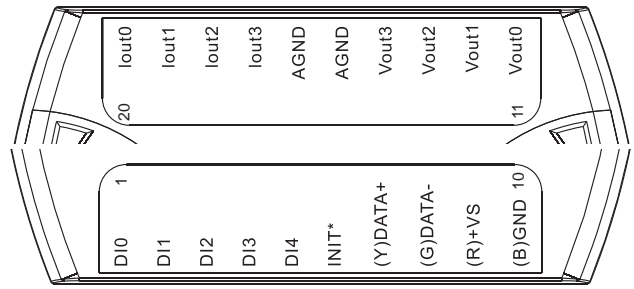 Iout0
Iout1
Iout2
Iout3
AGND
AGND
Vout3
Vout2
Vout1
Vout0
20
11
1
10
DI0
DI1
DI2
DI3
DI4
INIT*
(Y)DATA+
(G)DATA-
(R)+VS
(B)GND